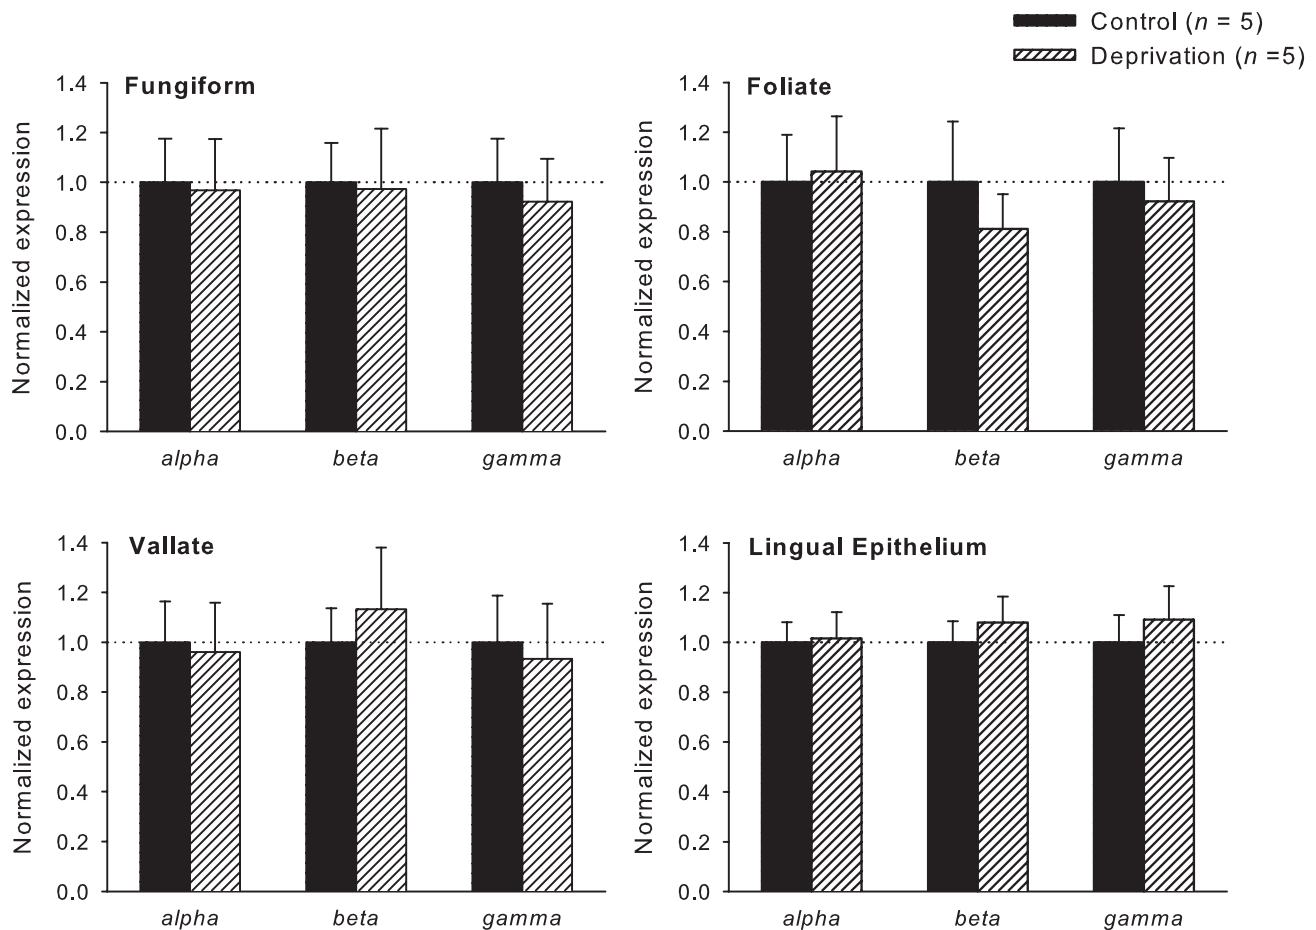 Control (n = 5)
Deprivation (n =5)
Fungiform
Normalized expression
1.4
1.2
1.0
0.8
0.6
0.4
0.2
0.0
alpha beta gamma
Foliate
Normalized expression
1.4
1.2
1.0
0.8
0.6
0.4
0.2
0.0
alpha beta gamma
Vallate
Normalized expression
1.4
1.2
1.0
0.8
0.6
0.4
0.2
0.0
alpha beta gamma
Lingual Epithelium
Normalized expression
1.4
1.2
1.0
0.8
0.6
0.4
0.2
0.0
alpha beta gamma